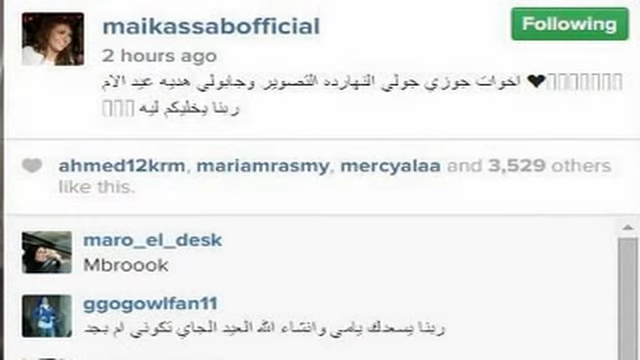 maikassabofficial
Following
2 hours ago
اخوات جوزي جولي النهارده التصوير وجابولي هديه عيد الام ❤
ربنا يخليكم ليه
ahmed12krm, mariamrasmy, mercyalaa and 3,529 others
like this.
maro_el_desk
Mbroook
ggogowlfan11
ربنا يسعدك يامي وانشاء الله العيد الجاي تكوني ام بجد